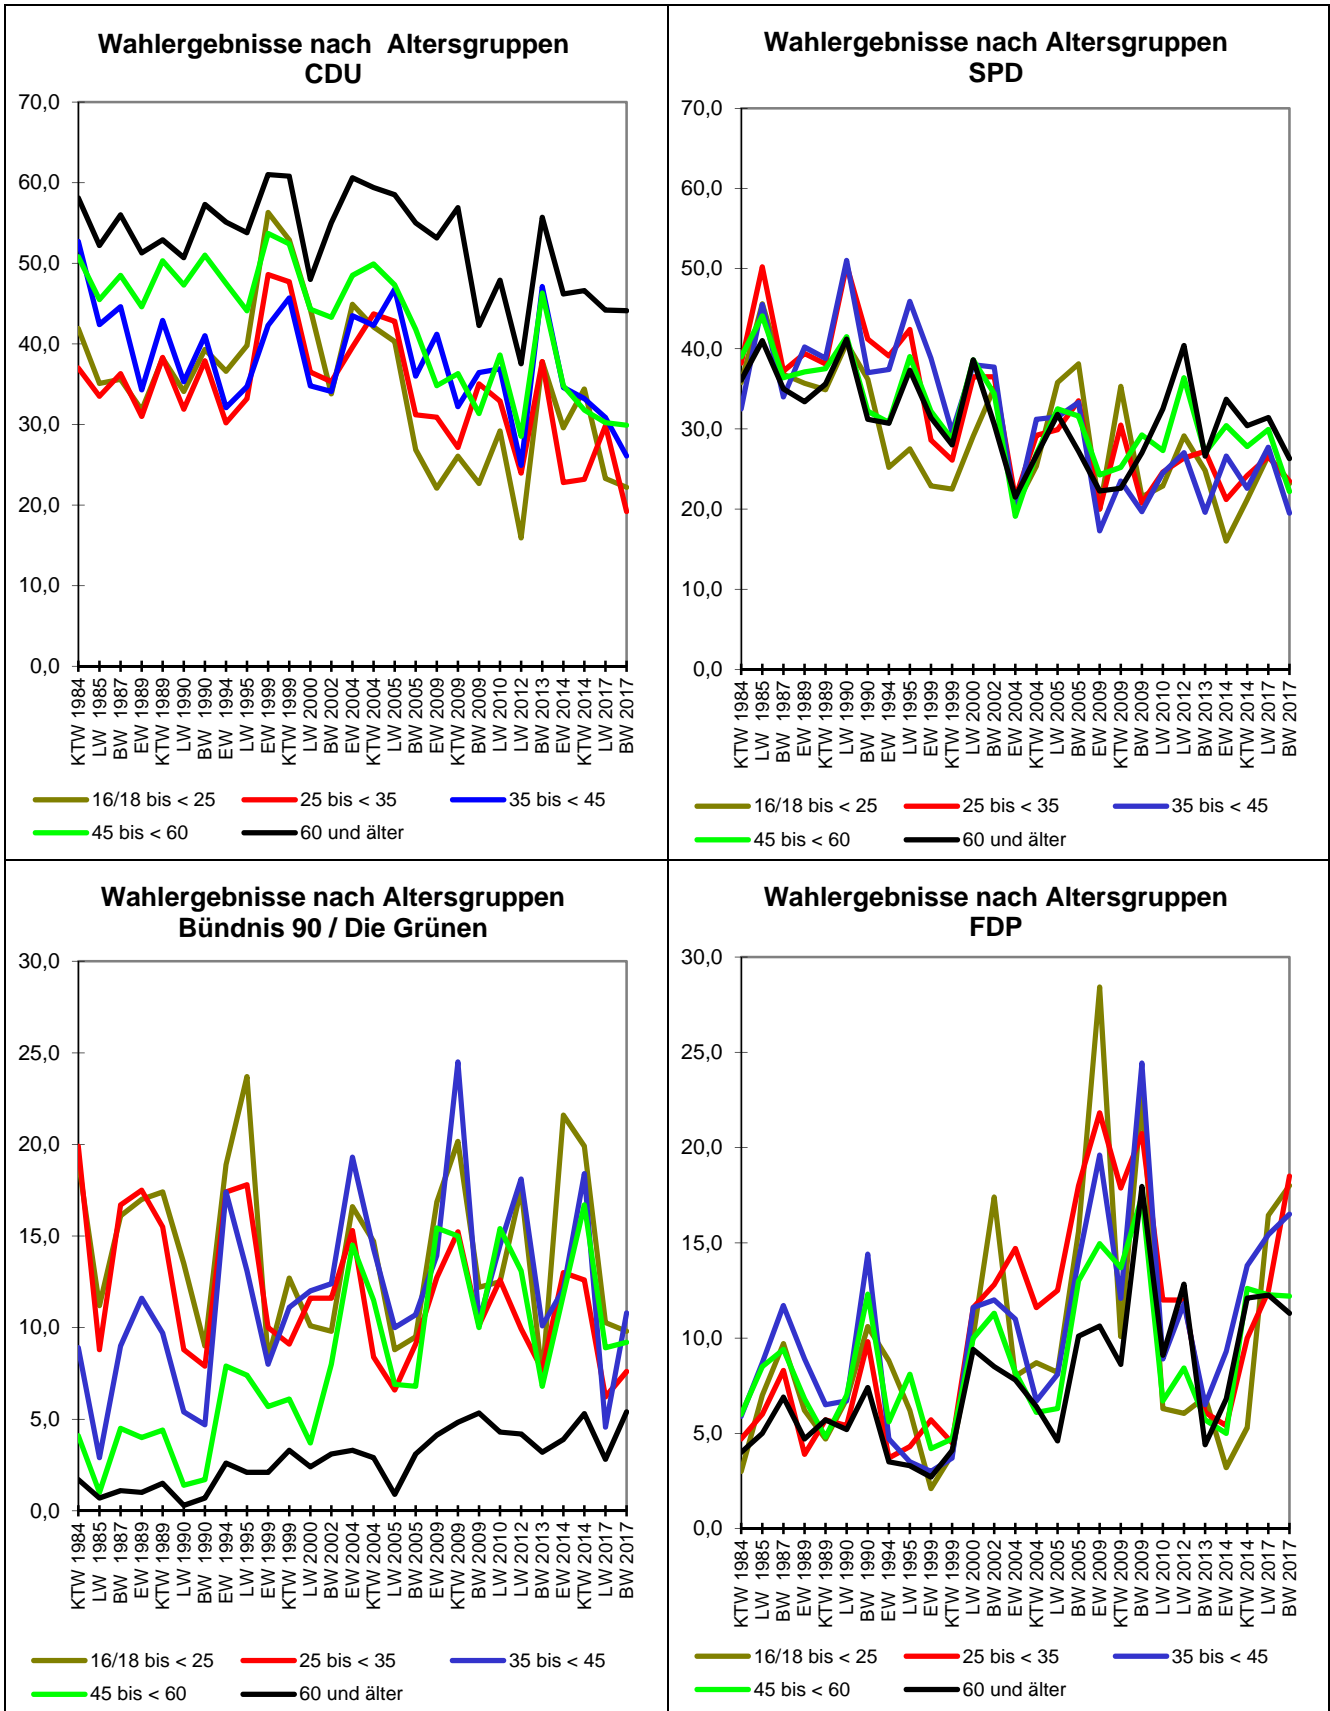 Wahlergebnisse nach Altersgruppen
CDU
70,0
60,0
50,0
40,0
30,0
20,0
10,0
0,0
KTW 1984
LW 1985
BW 1987
EW 1989
KTW 1989
LW 1990
BW 1990
EW 1994
LW 1995
EW 1999
KTW 1999
LW 2000
BW 2002
EW 2004
KTW 2004
LW 2005
BW 2005
EW 2009
KTW 2009
BW 2009
LW 2010
LW 2012
BW 2013
EW 2014
KTW 2014
LW 2017
BW 2017
16/18 bis < 25 25 bis < 35 35 bis < 45
45 bis < 60 60 und älter
Wahlergebnisse nach Altersgruppen
SPD
70,0
60,0
50,0
40,0
30,0
20,0
10,0
0,0
KTW 1984
LW 1985
BW 1987
EW 1989
KTW 1989
LW 1990
BW 1990
EW 1994
LW 1995
EW 1999
KTW 1999
LW 2000
BW 2002
EW 2004
KTW 2004
LW 2005
BW 2005
EW 2009
KTW 2009
BW 2009
LW 2010
LW 2012
BW 2013
EW 2014
KTW 2014
LW 2017
BW 2017
16/18 bis < 25 25 bis < 35 35 bis < 45
45 bis < 60 60 und älter
Wahlergebnisse nach Altersgruppen
Bündnis 90 / Die Grünen
30,0
25,0
20,0
15,0
10,0
5,0
0,0
KTW 1984
LW 1985
BW 1987
EW 1989
KTW 1989
LW 1990
BW 1990
EW 1994
LW 1995
EW 1999
KTW 1999
LW 2000
BW 2002
EW 2004
KTW 2004
LW 2005
BW 2005
EW 2009
KTW 2009
BW 2009
LW 2010
LW 2012
BW 2013
EW 2014
KTW 2014
LW 2017
BW 2017
16/18 bis < 25 25 bis < 35 35 bis < 45
45 bis < 60 60 und älter
Wahlergebnisse nach Altersgruppen
FDP
30,0
25,0
20,0
15,0
10,0
5,0
0,0
KTW 1984
LW 1985
BW 1987
EW 1989
KTW 1989
LW 1990
BW 1990
EW 1994
LW 1995
EW 1999
KTW 1999
LW 2000
BW 2002
EW 2004
KTW 2004
LW 2005
BW 2005
EW 2009
KTW 2009
BW 2009
LW 2010
LW 2012
BW 2013
EW 2014
KTW 2014
LW 2017
BW 2017
16/18 bis < 25 25 bis < 35 35 bis < 45
45 bis < 60 60 und älter